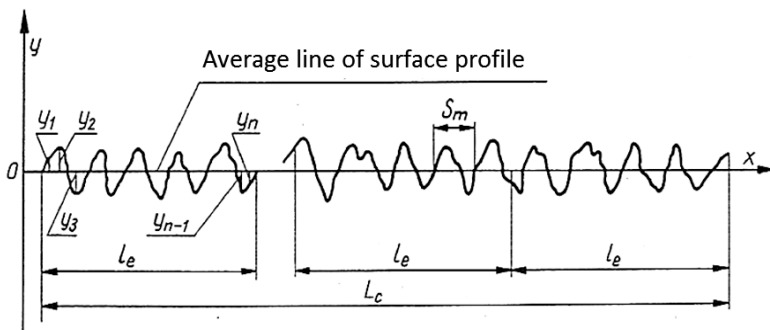 y
Average line of surface profile
y1 y2 yn Sm
0 x
y3 yn-1
le le le
Lc